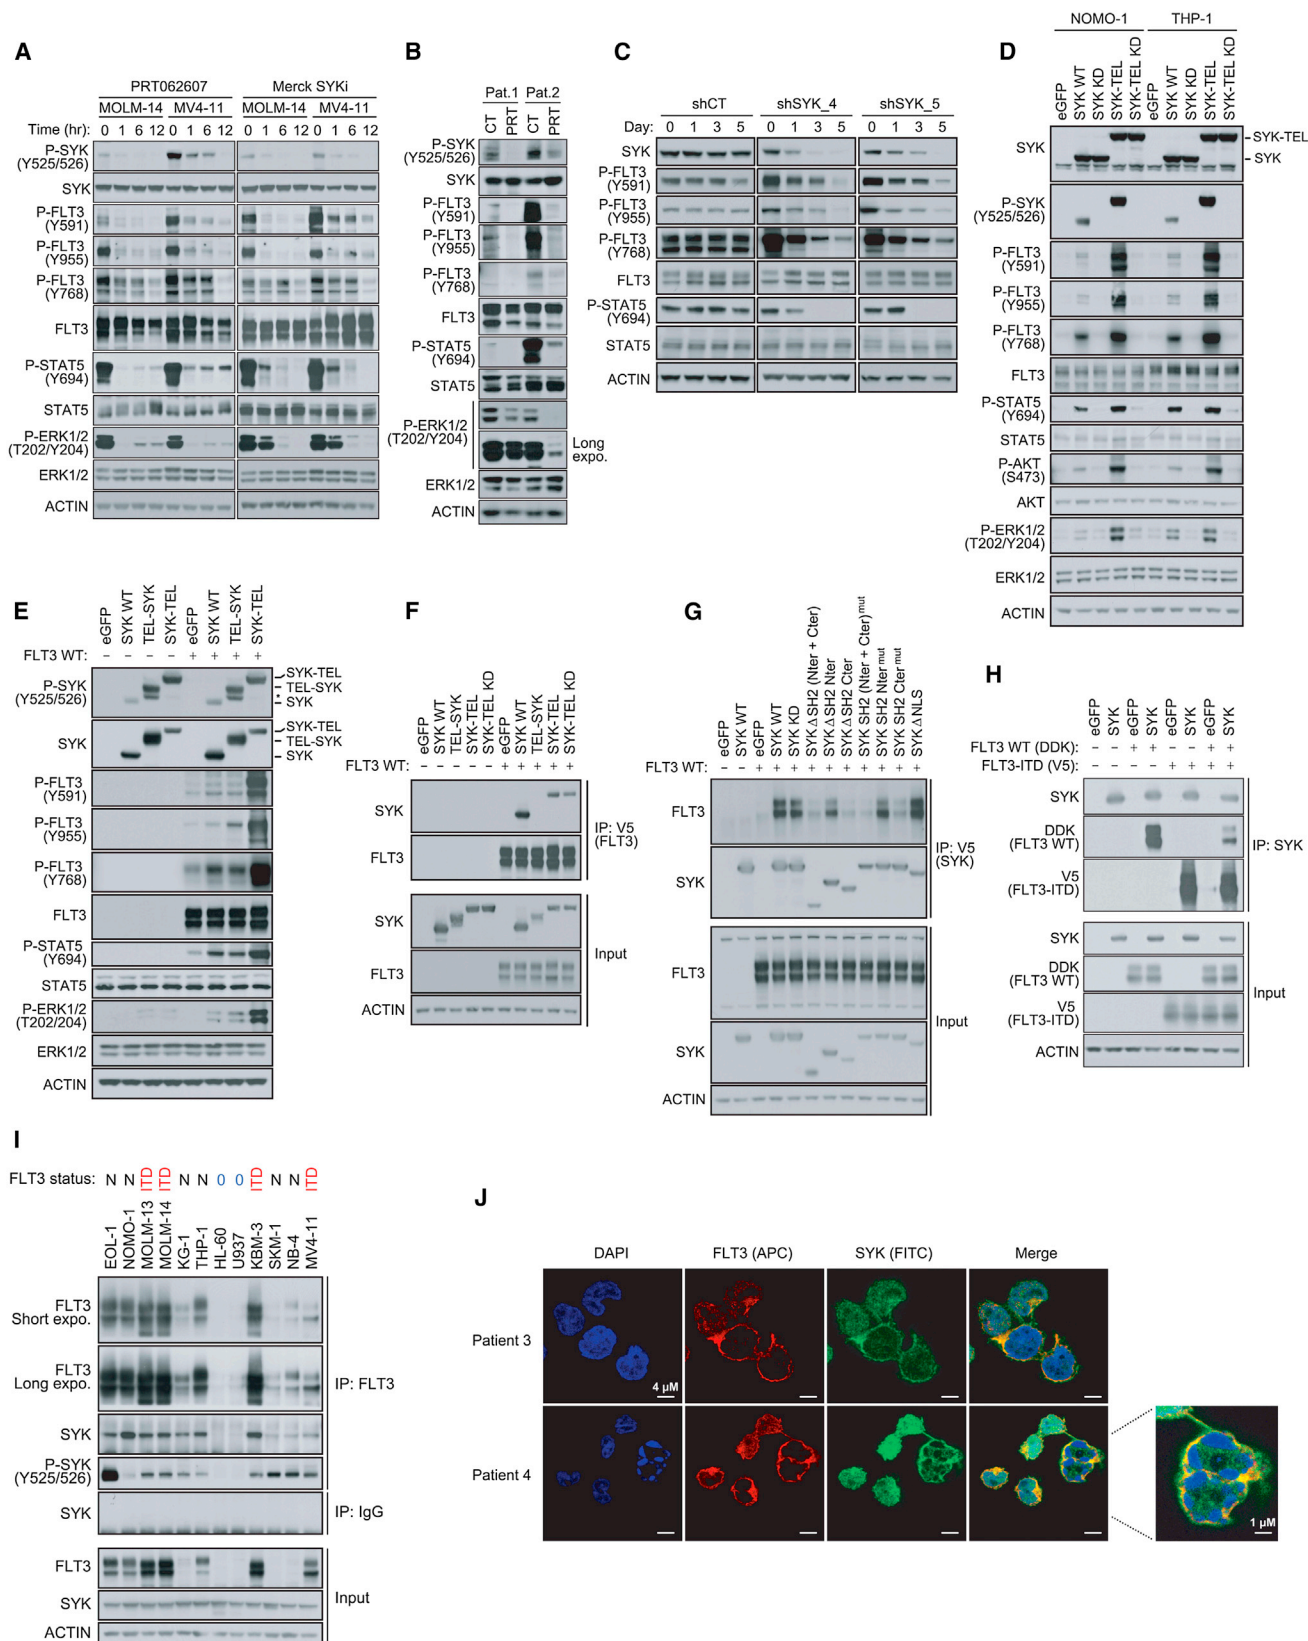 A
PRT062607 Merck SYKi
MOLM-14 MV4-11 MOLM-14 MV4-11
Time (hr): 0 1 6 12 0 1 6 12 0 1 6 12 0 1 6 12
P-SYK
(Y525/526)
SYK
P-FLT3
(Y591)
P-FLT3
(Y955)
P-FLT3
(Y768)
FLT3
P-STAT5
(Y694)
STAT5
P-ERK1/2
(T202/Y204)
ERK1/2
ACTIN
B
Pat.1 Pat.2
CT PRT CT PRT
P-SYK
(Y525/526)
SYK
P-FLT3
(Y591)
P-FLT3
(Y955)
P-FLT3
(Y768)
FLT3
P-STAT5
(Y694)
STAT5
P-ERK1/2
(T202/Y204)
Long
expo.
ERK1/2
ACTIN
C
shCT shSYK_4 shSYK_5
Day: 0 1 3 5 0 1 3 5 0 1 3 5
SYK
P-FLT3
(Y591)
P-FLT3
(Y955)
P-FLT3
(Y768)
FLT3
P-STAT5
(Y694)
STAT5
ACTIN
D
NOMO-1 THP-1
eGFP SYK WT SYK KD SYK-TEL SYK-TEL KD eGFP SYK WT SYK KD SYK-TEL SYK-TEL KD
SYK
SYK-TEL
SYK
P-SYK
(Y525/526)
P-FLT3
(Y591)
P-FLT3
(Y955)
P-FLT3
(Y768)
FLT3
P-STAT5
(Y694)
STAT5
P-AKT
(S473)
AKT
P-ERK1/2
(T202/Y204)
ERK1/2
ACTIN
E
eGFP SYK WT TEL-SYK SYK-TEL eGFP SYK WT TEL-SYK SYK-TEL
FLT3 WT: - - - - + + + +
P-SYK
(Y525/526)
SYK-TEL
TEL-SYK
*
SYK
SYK
SYK-TEL
TEL-SYK
SYK
P-FLT3
(Y591)
P-FLT3
(Y955)
P-FLT3
(Y768)
FLT3
P-STAT5
(Y694)
STAT5
P-ERK1/2
(T202/204)
ERK1/2
ACTIN
F
eGFP SYK WT TEL-SYK SYK-TEL SYK-TEL KD eGFP SYK WT TEL-SYK SYK-TEL SYK-TEL KD
FLT3 WT: - - - - - + + + + +
SYK
FLT3
IP: V5
(FLT3)
SYK
FLT3
ACTIN
Input
G
eGFP SYK WT eGFP SYK WT SYK KD SYK Δ SH2 (Nter + Cter) SYK Δ SH2 Nter SYK Δ SH2 Cter SYK SH2 (Nter + Cter) mut SYK SH2 Nter mut SYK SH2 Cter mut SYK Δ NLS
FLT3 WT: - - + + + + + + + + + +
FLT3
SYK
IP: V5
(SYK)
FLT3
SYK
ACTIN
Input
H
eGFP SYK eGFP SYK eGFP SYK eGFP SYK
FLT3 WT (DDK): - - + + - - + +
FLT3-ITD (V5): - - - - + + + +
SYK
DDK
(FLT3 WT)
V5
(FLT3-ITD)
IP: SYK
SYK
DDK
(FLT3 WT)
V5
(FLT3-ITD)
ACTIN
Input
I
FLT3 status: N N ITD ITD N N 0 0 ITD N N ITD
EOL-1 NOMO-1 MOLM-13 MOLM-14 KG-1 THP-1 HL-60 U937 KBM-3 SKM-1 NB-4 MV4-11
FLT3
Short expo.
FLT3
Long expo.
SYK
P-SYK
(Y525/526)
IP: FLT3
SYK
IP: IgG
FLT3
SYK
ACTIN
Input
J
DAPI FLT3 (APC) SYK (FITC) Merge
Patient 3
4 µM
Patient 4
1 µM